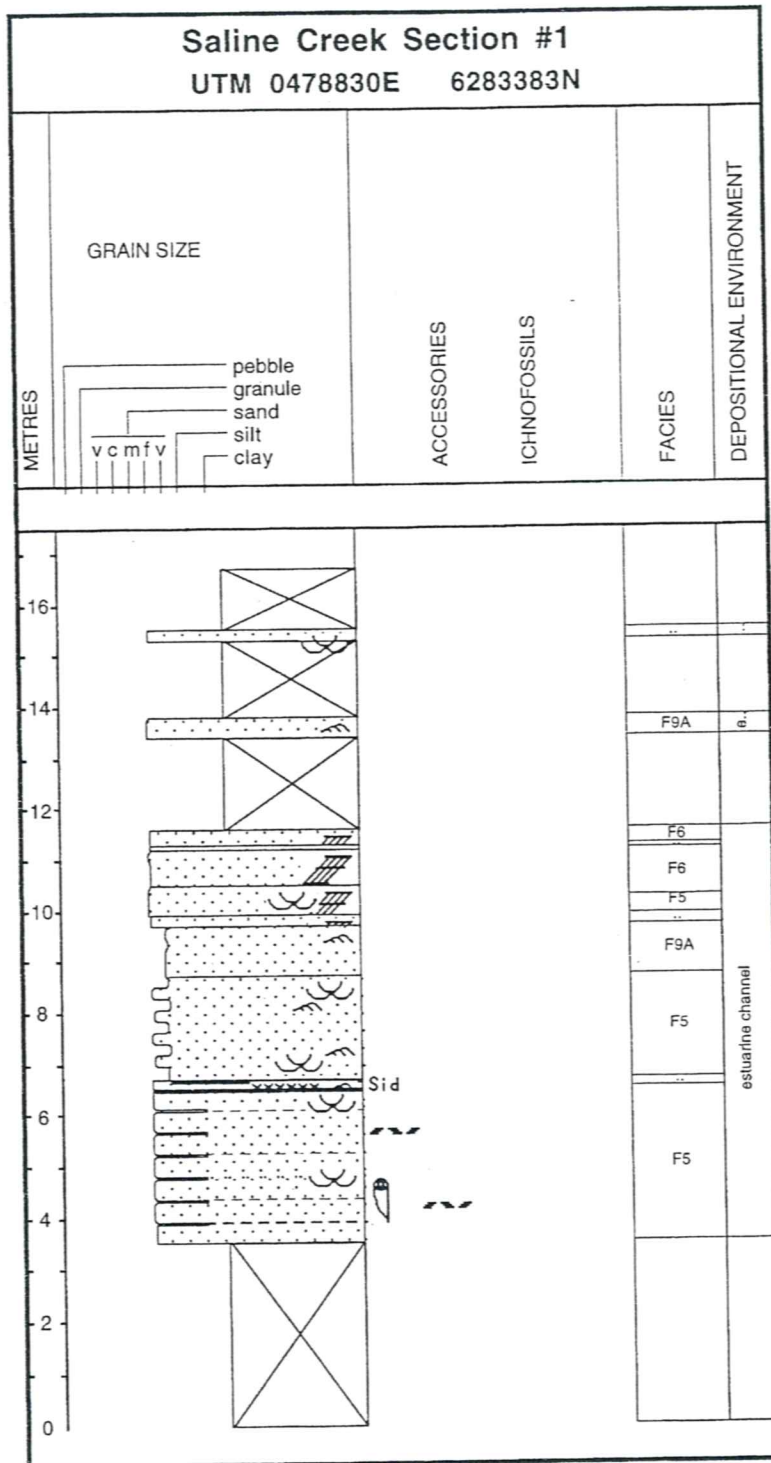 Saline Creek Section #1
UTM 0478830E 6283383N
METRES
GRAIN SIZE
pebble
granule
sand
silt
clay
v c m f v
ACCESSORIES
ICHNOFOSSILS
FACIES
DEPOSITIONAL ENVIRONMENT
16
14
F9A
e..
12
F6
F6
10
F5
F9A
8
F5
estuarine channel
Sid
6
F5
4
2
0